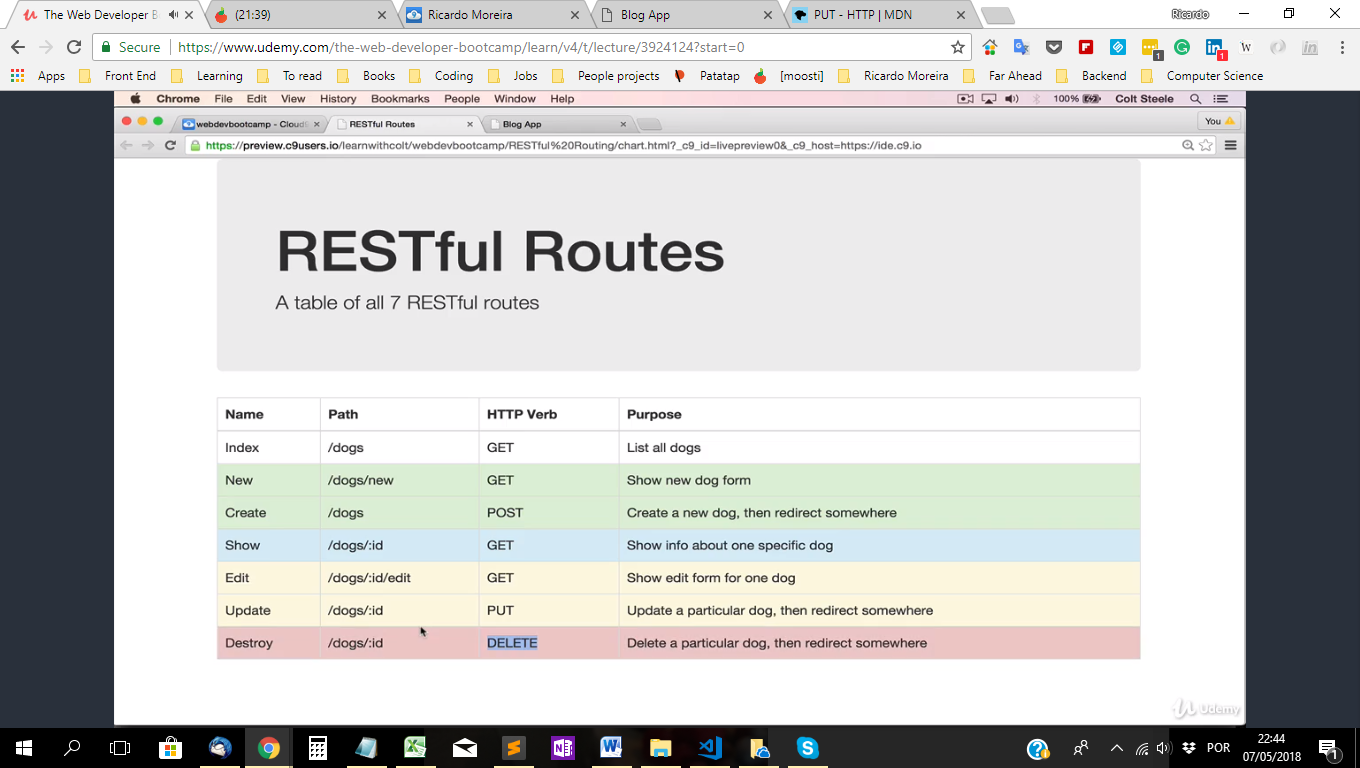 The Web Developer B
(21:39)
Ricardo Moreira
Blog App
PUT - HTTP | MDN
Ricardo
Secure https://www.udemy.com/the-web-developer-bootcamp/learn/v4/t/lecture/3924124?start=0
Apps Front End Learning To read Books Coding Jobs People projects Patatap [moosti] Ricardo Moreira Far Ahead Backend Computer Science
Chrome File Edit View History Bookmarks People Window Help 100% Colt Steele
webdevbootcamp - Cloud RESTful Routes Blog App You
https://preview.c9users.io/learnwithcolt/webdevbootcamp/RESTful%20Routing/chart.html?_c9_id=livepreview0&_c9_host=https://ide.c9.io
RESTful Routes
A table of all 7 RESTful routes
Name Path HTTP Verb Purpose
Index /dogs GET List all dogs
New /dogs/new GET Show new dog form
Create /dogs POST Create a new dog, then redirect somewhere
Show /dogs/:id GET Show info about one specific dog
Edit /dogs/:id/edit GET Show edit form for one dog
Update /dogs/:id PUT Update a particular dog, then redirect somewhere
Destroy /dogs/:id DELETE Delete a particular dog, then redirect somewhere
Udemy
POR
22:44
07/05/2018
1